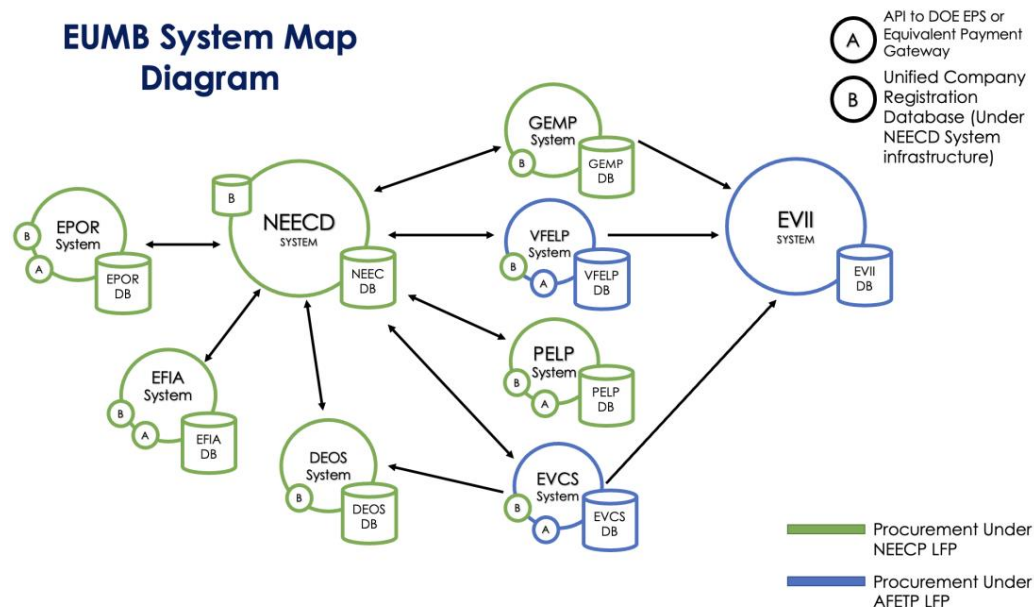 EUMB System Map
Diagram
A
API to DOE EPS or
Equivalent Payment
Gateway
B
Unified Company
Registration
Database (Under
NEECD System
infrastructure)
GEMP
System
B
GEMP
DB
B
NEECD
SYSTEM
NEEC
DB
EPOR
System
B
A
EPOR
DB
VFELP
System
B
A
VFELP
DB
EVII
SYSTEM
EVII
DB
PELP
System
B
A
PELP
DB
EFIA
System
B
A
EFIA
DB
DEOS
System
B
DEOS
DB
EVCS
System
B
A
EVCS
DB
Procurement Under
NEECP LFP
Procurement Under
AFETP LFP